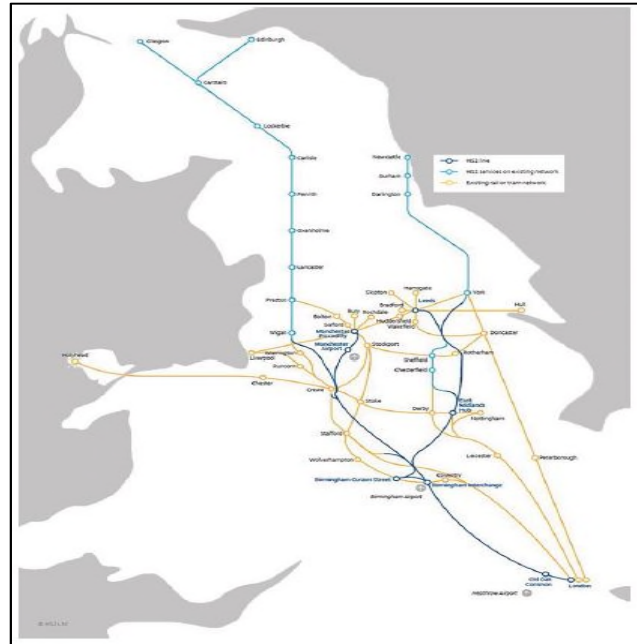 Glasgow
Edinburgh
Carstairs
Lockerbie
Carlisle
Newcastle
Durham
Darlington
HS2 line
HS2 services on existing network
Existing rail or tram network
Penrith
Oxenholme
Lancaster
Preston
Wigan
Skipton
Harrogate
Leeds
York
Hull
Bradford
Bury
Rochdale
Bolton
Salford
Huddersfield
Wakefield
Manchester
Piccadilly
Manchester
Airport
Doncaster
Stockport
Rotherham
Sheffield
Chesterfield
Warrington
Liverpool
Runcorn
Holyhead
Chester
Crewe
Stoke
Derby
East
Midlands
Hub
Nottingham
Stafford
Wolverhampton
Leicester
Peterborough
Coventry
Birmingham Curzon Street
Birmingham Interchange
Birmingham Airport
Old Oak
Common
London
Heathrow Airport